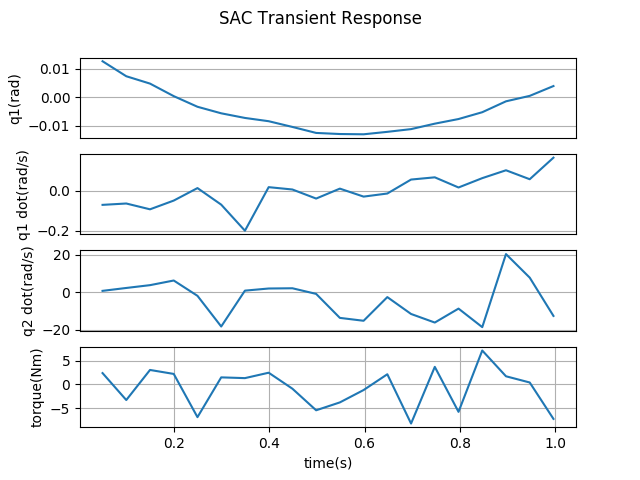 SAC Transient Response
q1(rad)
0.01
0.00
−0.01
q1 dot(rad/s)
0.0
−0.2
q2 dot(rad/s)
20
0
−20
torque(Nm)
5
0
−5
0.2 0.4 0.6 0.8 1.0
time(s)